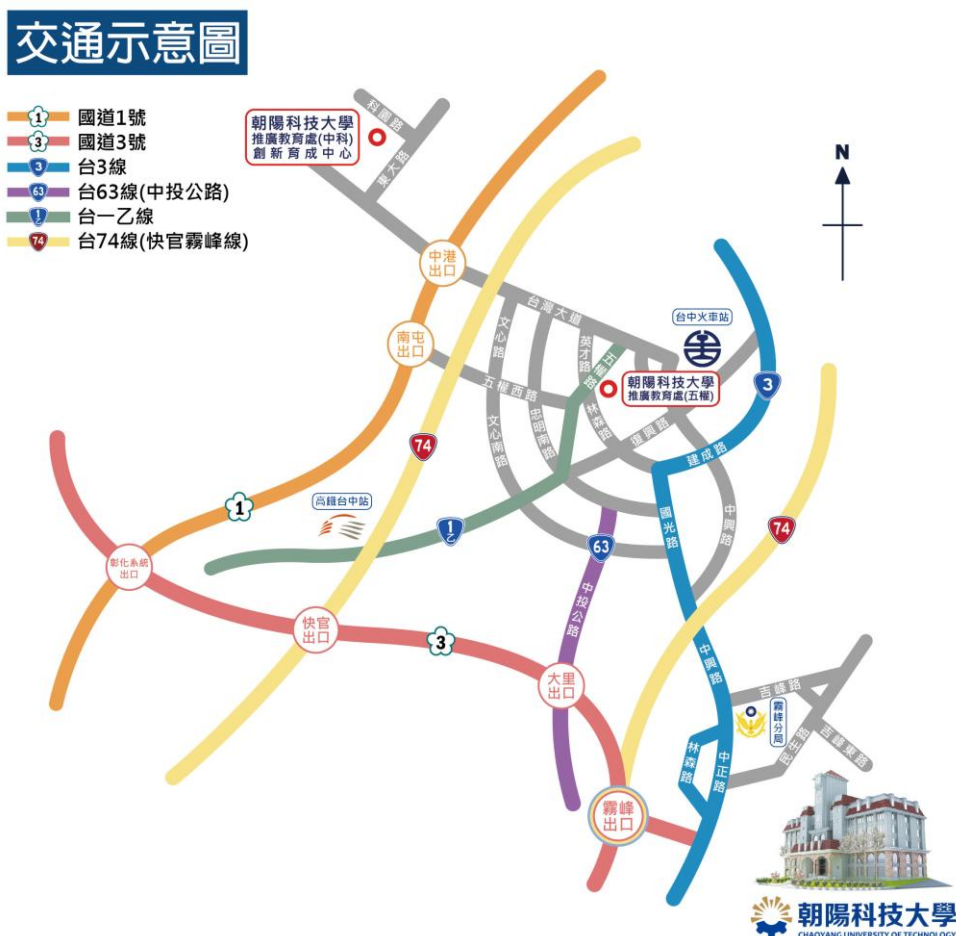 交通示意圖
1 國道1號
3 國道3號
3 台3線
63 台63線(中投公路)
1乙 台一乙線
74 台74線(快官霧峰線)
朝陽科技大學
推廣教育處(中科)
創新育成中心
科園路
東大路
N
中港
出口
台灣大道
台中火車站
南屯
出口
文心路
英才路
五權路
五權西路
朝陽科技大學
推廣教育處(五權)
3
林森路
忠明南路
文心南路
復興路
建成路
74
高鐵台中站
1
1乙
63
國光路
中興路
74
彰化系統
出口
快官
出口
3
中投公路
大里
出口
中興路
吉峰路
霧峰分局
民生路
吉峰東路
林森路
中正路
霧峰
出口
朝陽科技大學
CHAOYANG UNIVERSITY OF TECHNOLOGY